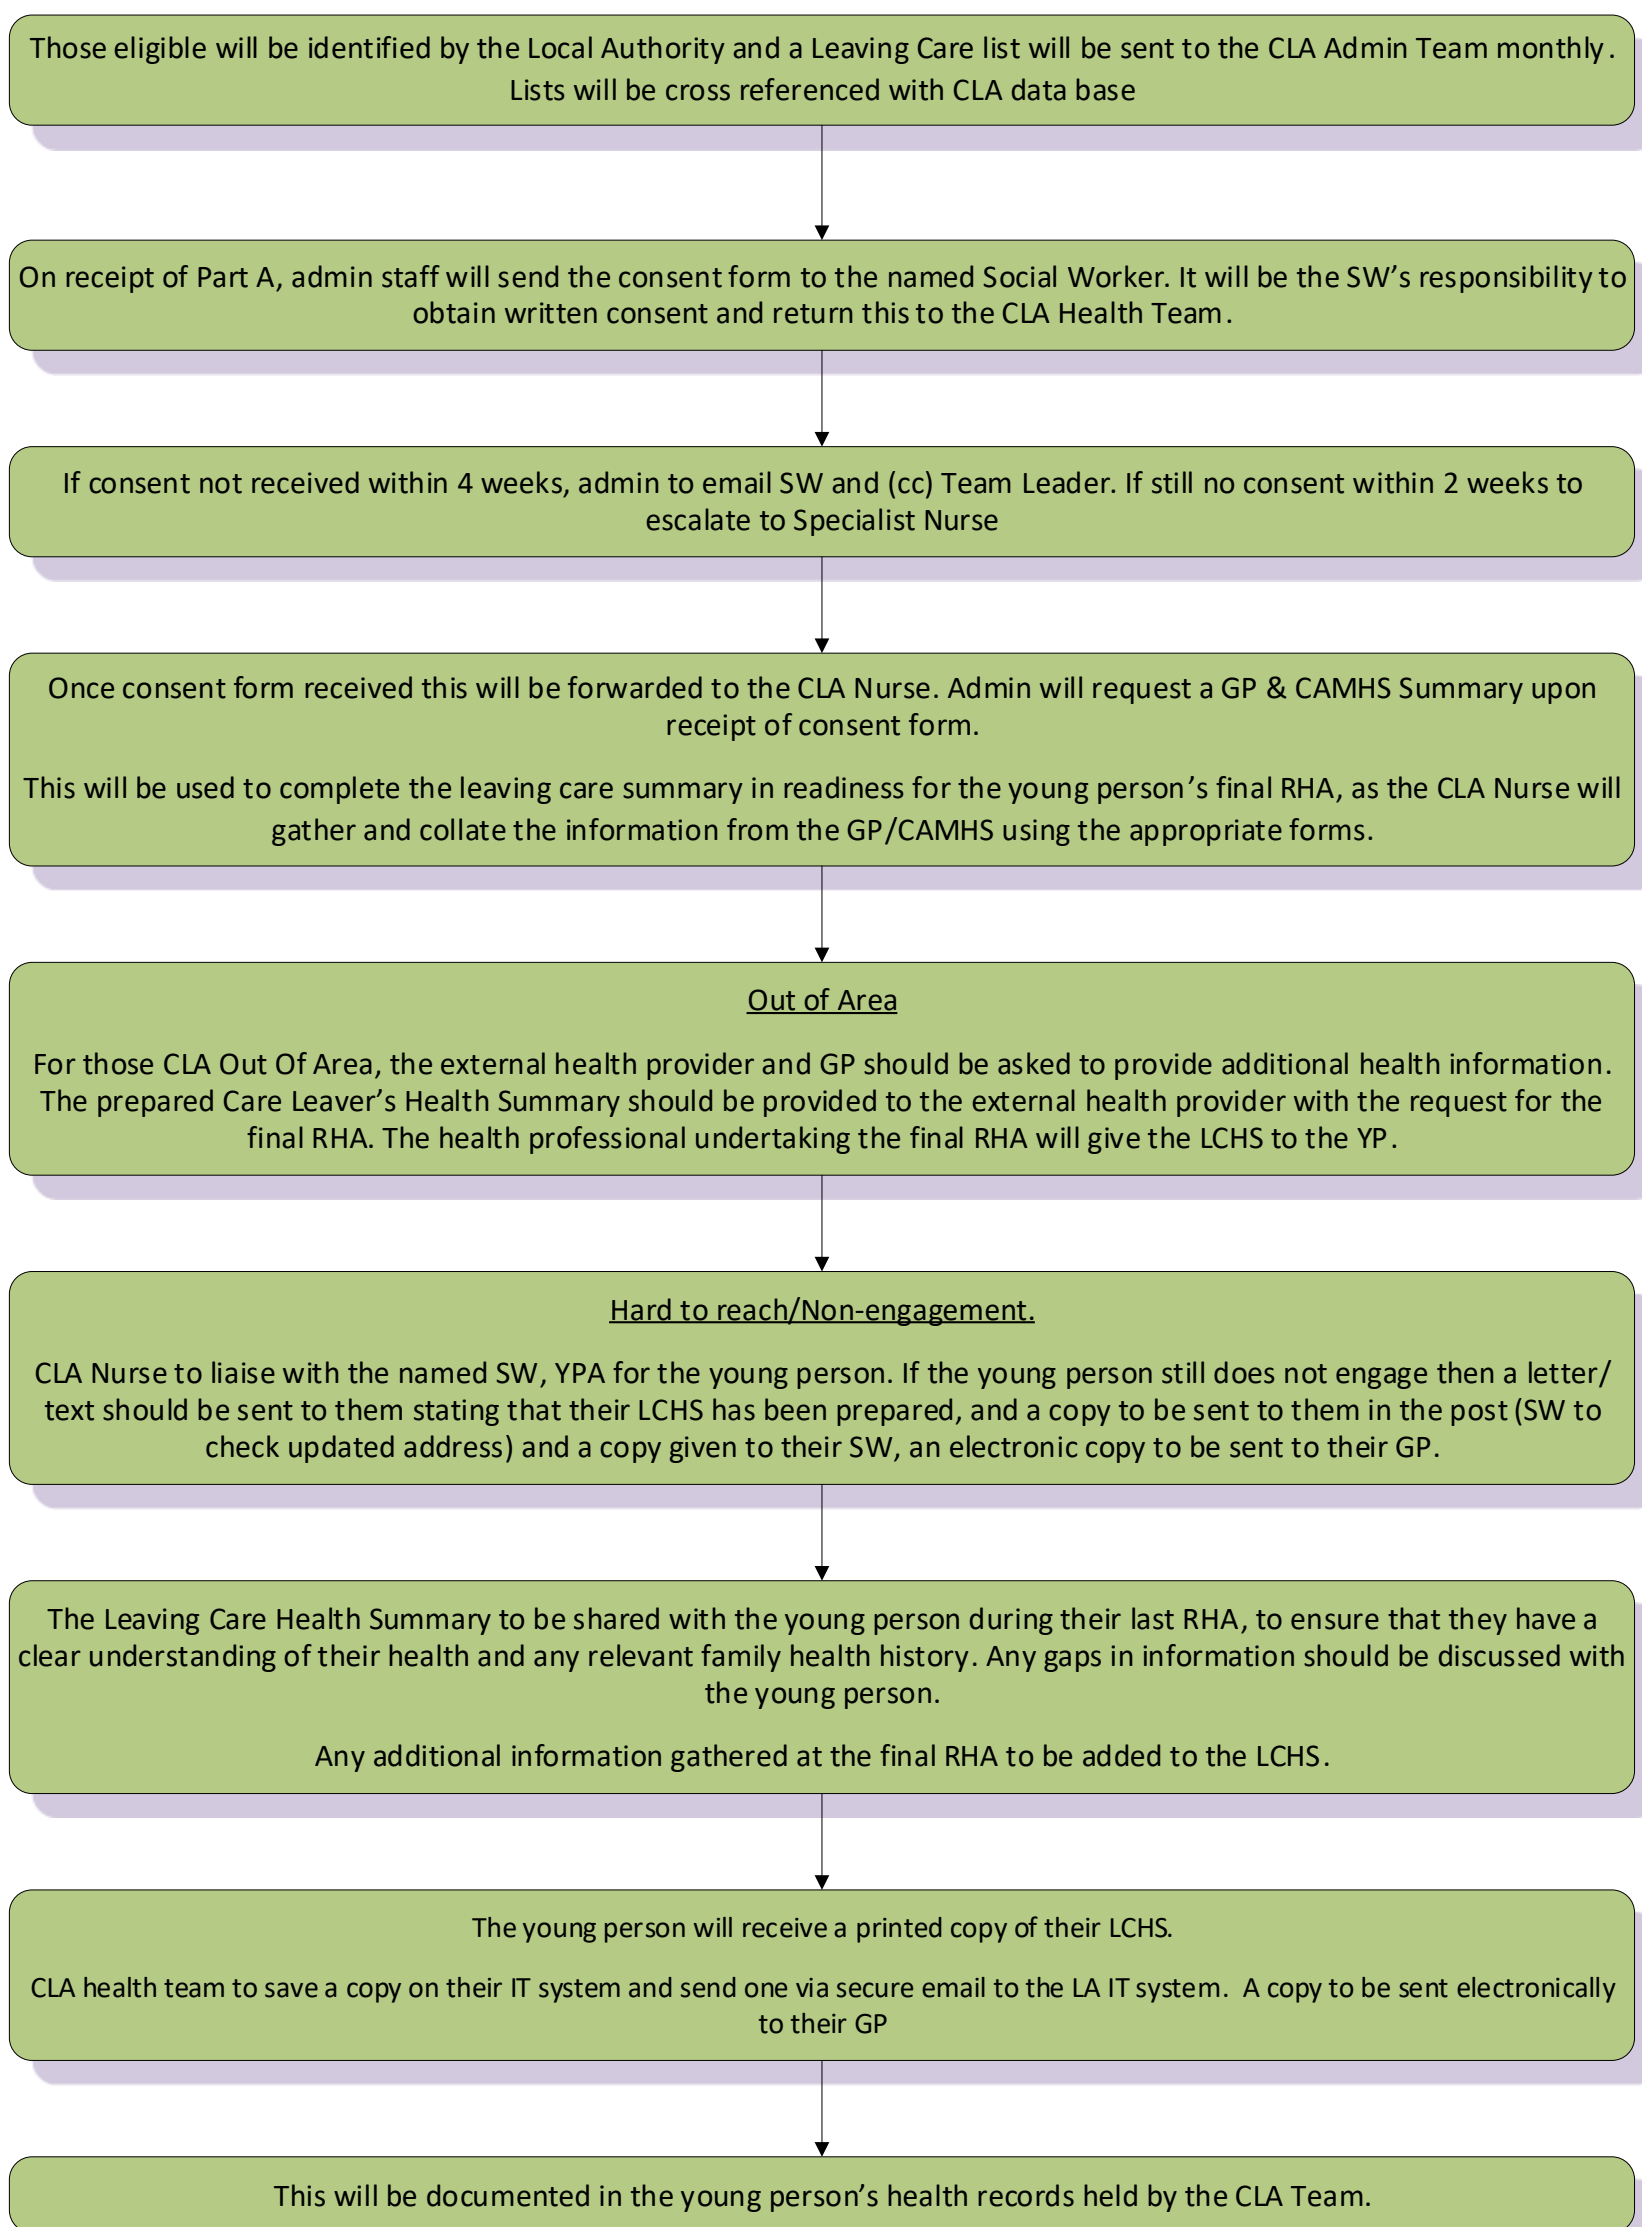 Those eligible will be identified by the Local Authority and a Leaving Care list will be sent to the CLA Admin Team monthly.
Lists will be cross referenced with CLA data base
On receipt of Part A, admin staff will send the consent form to the named Social Worker. It will be the SW’s responsibility to
obtain written consent and return this to the CLA Health Team.
If consent not received within 4 weeks, admin to email SW and (cc) Team Leader. If still no consent within 2 weeks to
escalate to Specialist Nurse
Once consent form received this will be forwarded to the CLA Nurse. Admin will request a GP & CAMHS Summary upon
receipt of consent form.
This will be used to complete the leaving care summary in readiness for the young person’s final RHA, as the CLA Nurse will
gather and collate the information from the GP/CAMHS using the appropriate forms.
Out of Area
For those CLA Out Of Area, the external health provider and GP should be asked to provide additional health information.
The prepared Care Leaver’s Health Summary should be provided to the external health provider with the request for the
final RHA. The health professional undertaking the final RHA will give the LCHS to the YP.
Hard to reach/Non-engagement.
CLA Nurse to liaise with the named SW, YPA for the young person. If the young person still does not engage then a letter/
text should be sent to them stating that their LCHS has been prepared, and a copy to be sent to them in the post (SW to
check updated address) and a copy given to their SW, an electronic copy to be sent to their GP.
The Leaving Care Health Summary to be shared with the young person during their last RHA, to ensure that they have a
clear understanding of their health and any relevant family health history. Any gaps in information should be discussed with
the young person.
Any additional information gathered at the final RHA to be added to the LCHS.
The young person will receive a printed copy of their LCHS.
CLA health team to save a copy on their IT system and send one via secure email to the LA IT system. A copy to be sent electronically
to their GP
This will be documented in the young person’s health records held by the CLA Team.